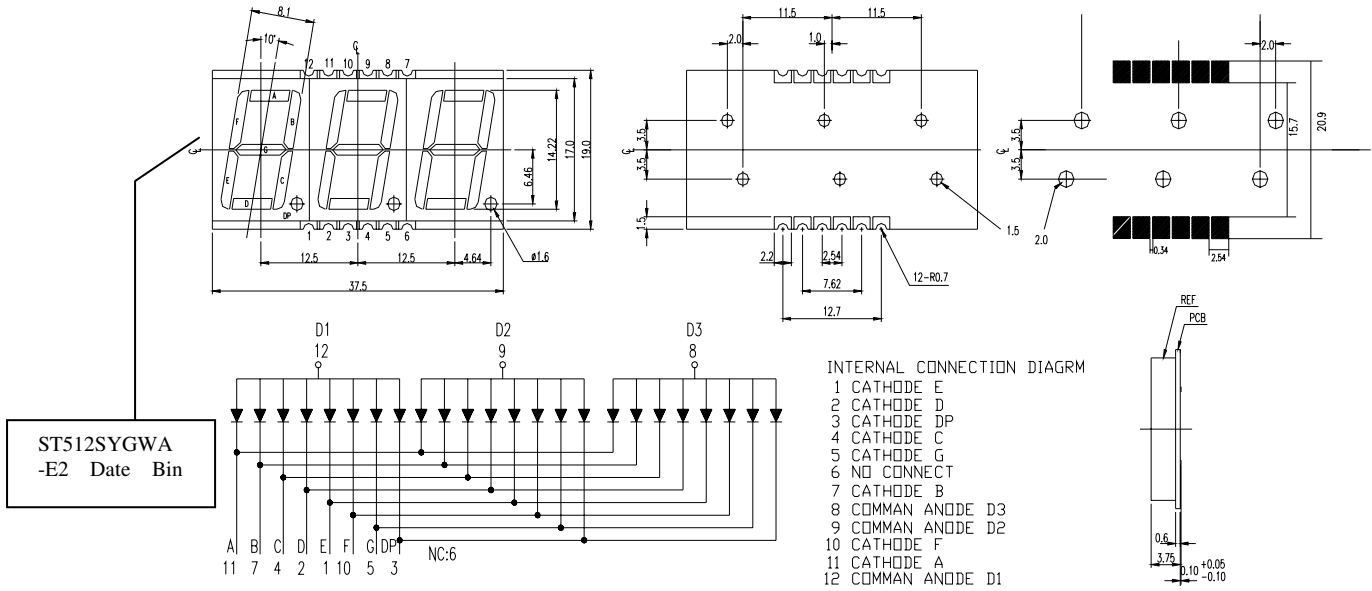 8.1
10°
℄
12 11 10 9 8 7
A
F B
G
E C
D
DP
1 2 3 4 5 6
℄
14.22
17.0
19.0
6.46
12.5 12.5 4.64
ø1.6
37.5
11.5 11.5
2.0 1.0
3.5
℄
3.5
1.5
2.2 2.54
7.62
12.7
12-R0.7
1.5
2.0
3.5
℄
3.5
2.0
15.7
20.9
0.34 2.54
ST512SYGWA
-E2 Date Bin
D1 D2 D3
12 9 8
A B C D E F G DP
11 7 4 2 1 10 5 3
NC:6
INTERNAL CONNECTION DIAGRM
1 CATHODE E
2 CATHODE D
3 CATHODE DP
4 CATHODE C
5 CATHODE G
6 NO CONNECT
7 CATHODE B
8 COMMAN ANODE D3
9 COMMAN ANODE D2
10 CATHODE F
11 CATHODE A
12 COMMAN ANODE D1
REF
PCB
0.6
3.75
0.10 +0.05
-0.10